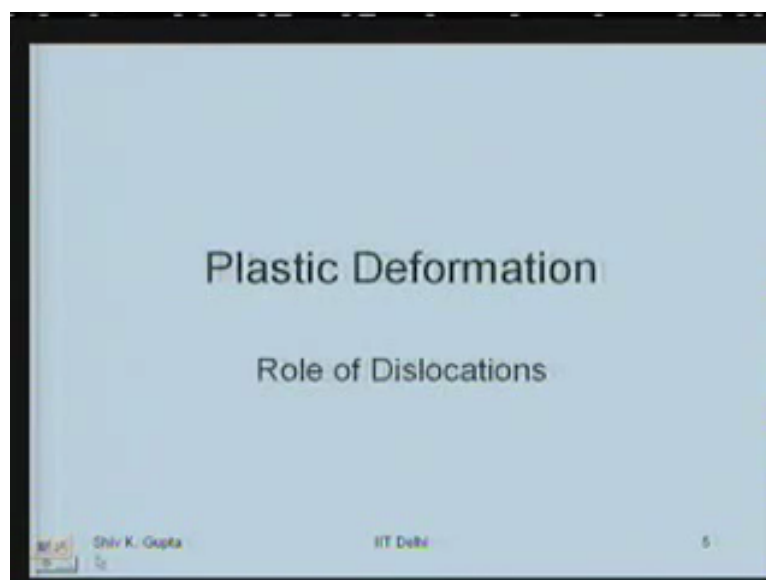 Plastic Deformation
Role of Dislocations
Shiv K. Gupta IIT Delhi 5